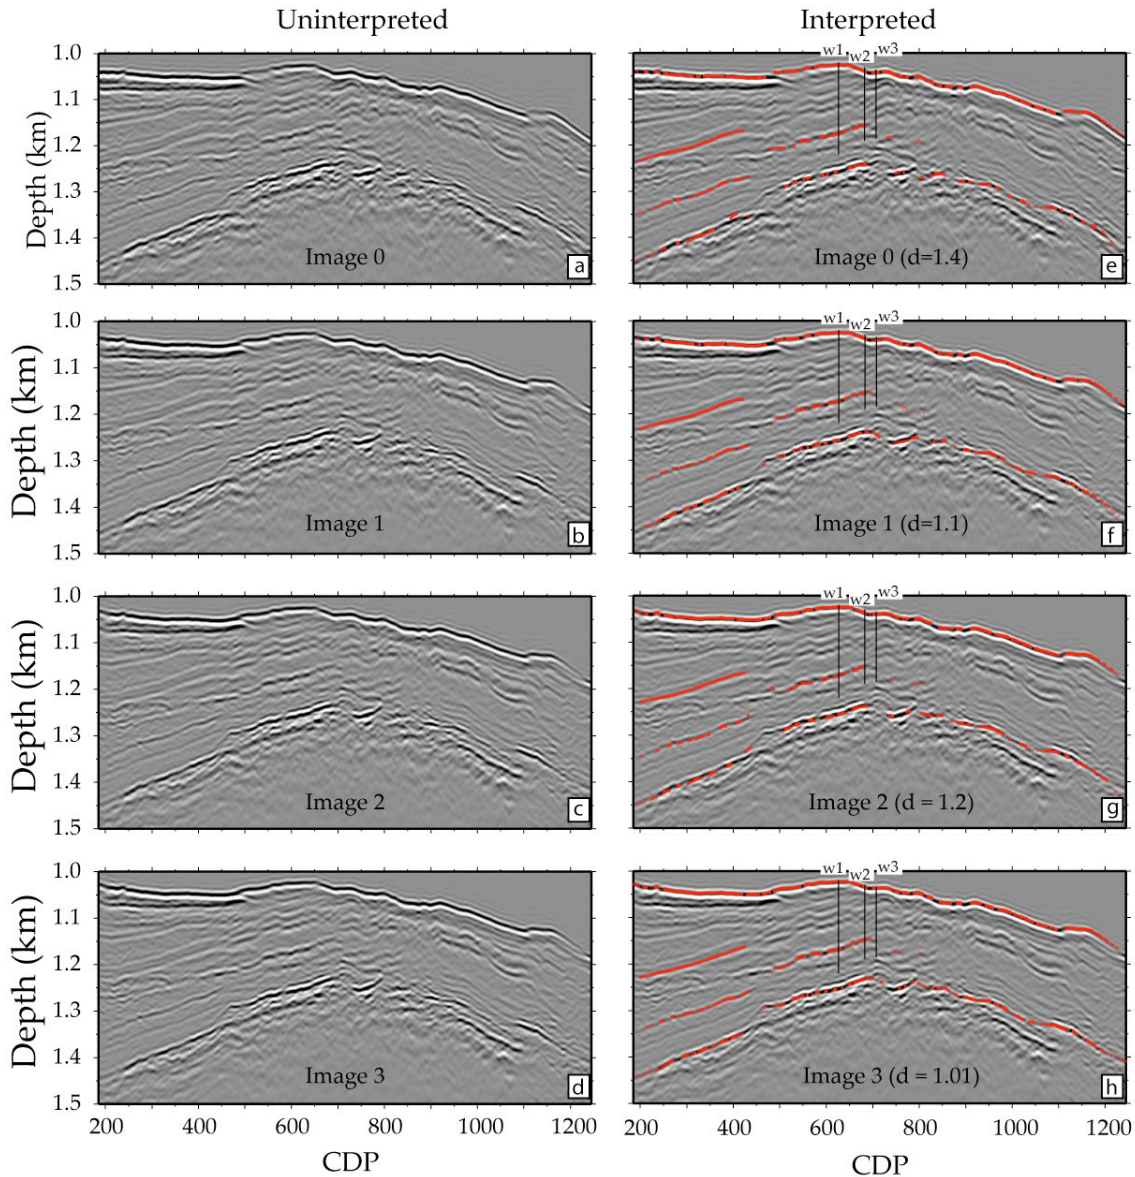 Uninterpreted
Interpreted
1.0
1.1
1.2
1.3
1.4
1.5
Depth (km)
Image 0
a
w1
w2
w3
Image 0 (d=1.4)
e
1.0
1.1
1.2
1.3
1.4
1.5
Depth (km)
Image 1
b
w1
w2
w3
Image 1 (d=1.1)
f
1.0
1.1
1.2
1.3
1.4
1.5
Depth (km)
Image 2
c
w1
w2
w3
Image 2 (d = 1.2)
g
1.0
1.1
1.2
1.3
1.4
1.5
Depth (km)
Image 3
d
w1
w2
w3
Image 3 (d = 1.01)
h
200 400 600 800 1000 1200
200 400 600 800 1000 1200
CDP
CDP